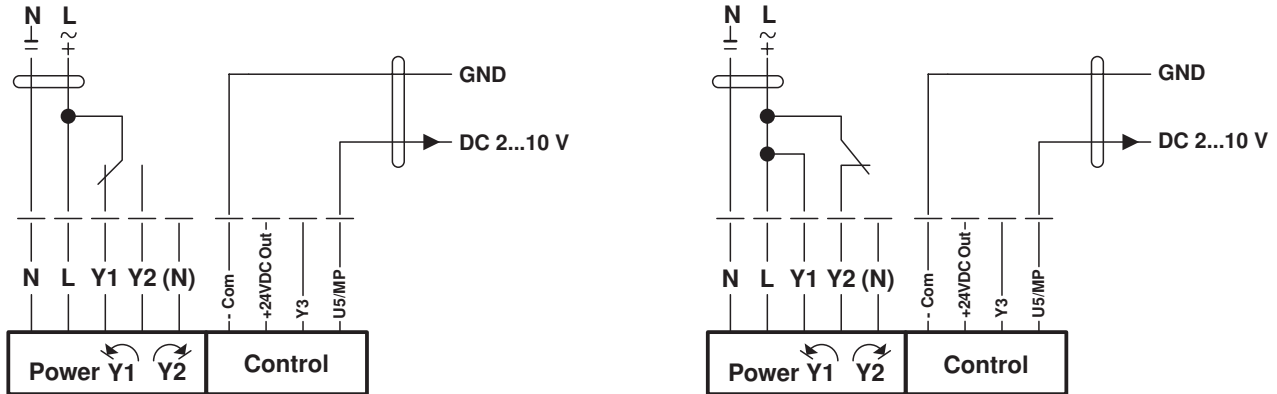 N L
GND
DC 2...10 V
N L Y1 Y2 (N)
- Com
+24VDC Out
Y3
U5/MP
Power Y1 Y2
Control
N L
GND
DC 2...10 V
N L Y1 Y2 (N)
- Com
+24VDC Out
Y3
U5/MP
Power Y1 Y2
Control